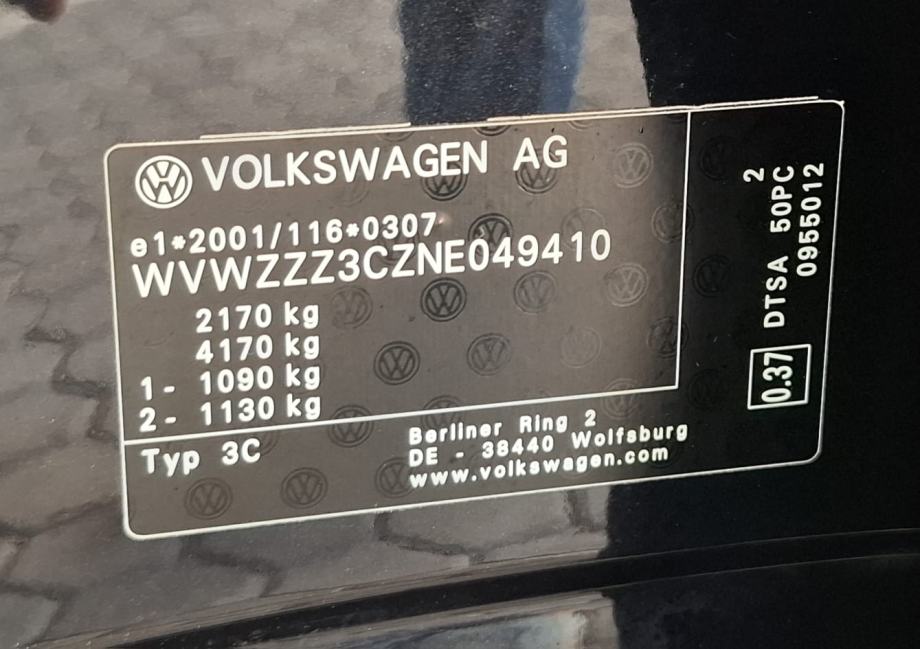 VOLKSWAGEN AG
e1*2001/116*0307
WVWZZZ3CZNE049410
2170 kg
4170 kg
1- 1090 kg
2- 1130 kg
Typ 3C
Berliner Ring 2
DE - 38440 Wolfsburg
www.volkswagen.com
2
0.37 DTSA 50PC
0955012